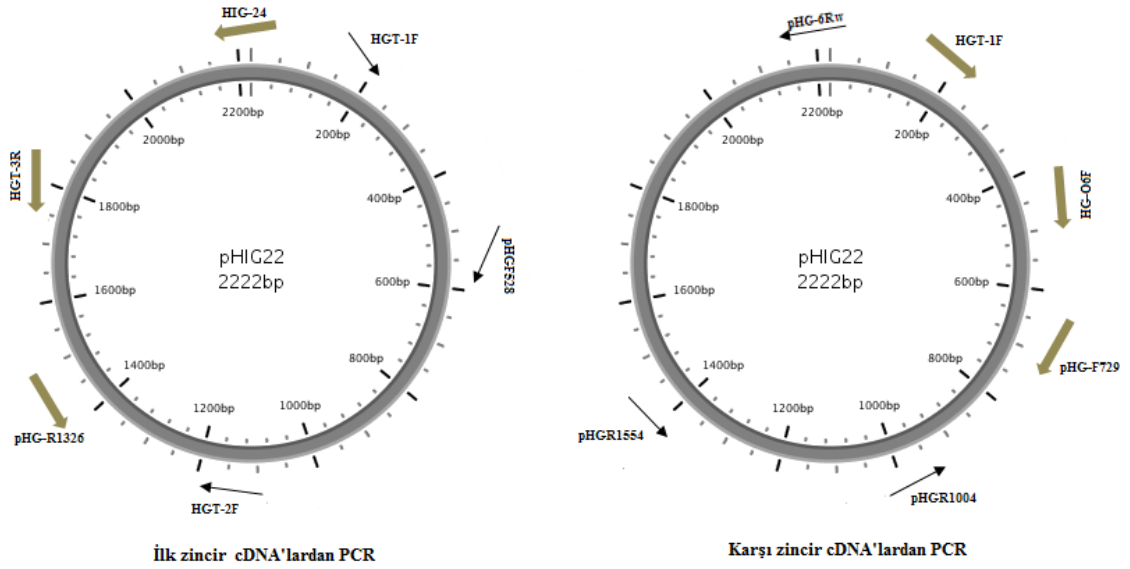 HIG-24
HGT-1F
2200bp
200bp
2000bp
400bp
HGT-3R
1800bp
pHGF528
pHIG22
2222bp
600bp
1600bp
800bp
1400bp
1200bp
1000bp
pHG-R1326
HGT-2F
İlk zincir cDNA'lardan PCR
HGT-1F
2200bp
200bp
2000bp
400bp
HG-O6F
1800bp
pHIG22
2222bp
600bp
1600bp
pHG-F729
800bp
1400bp
1200bp
1000bp
pHGR1554
pHGR1004
Karşı zincir cDNA'lardan PCR